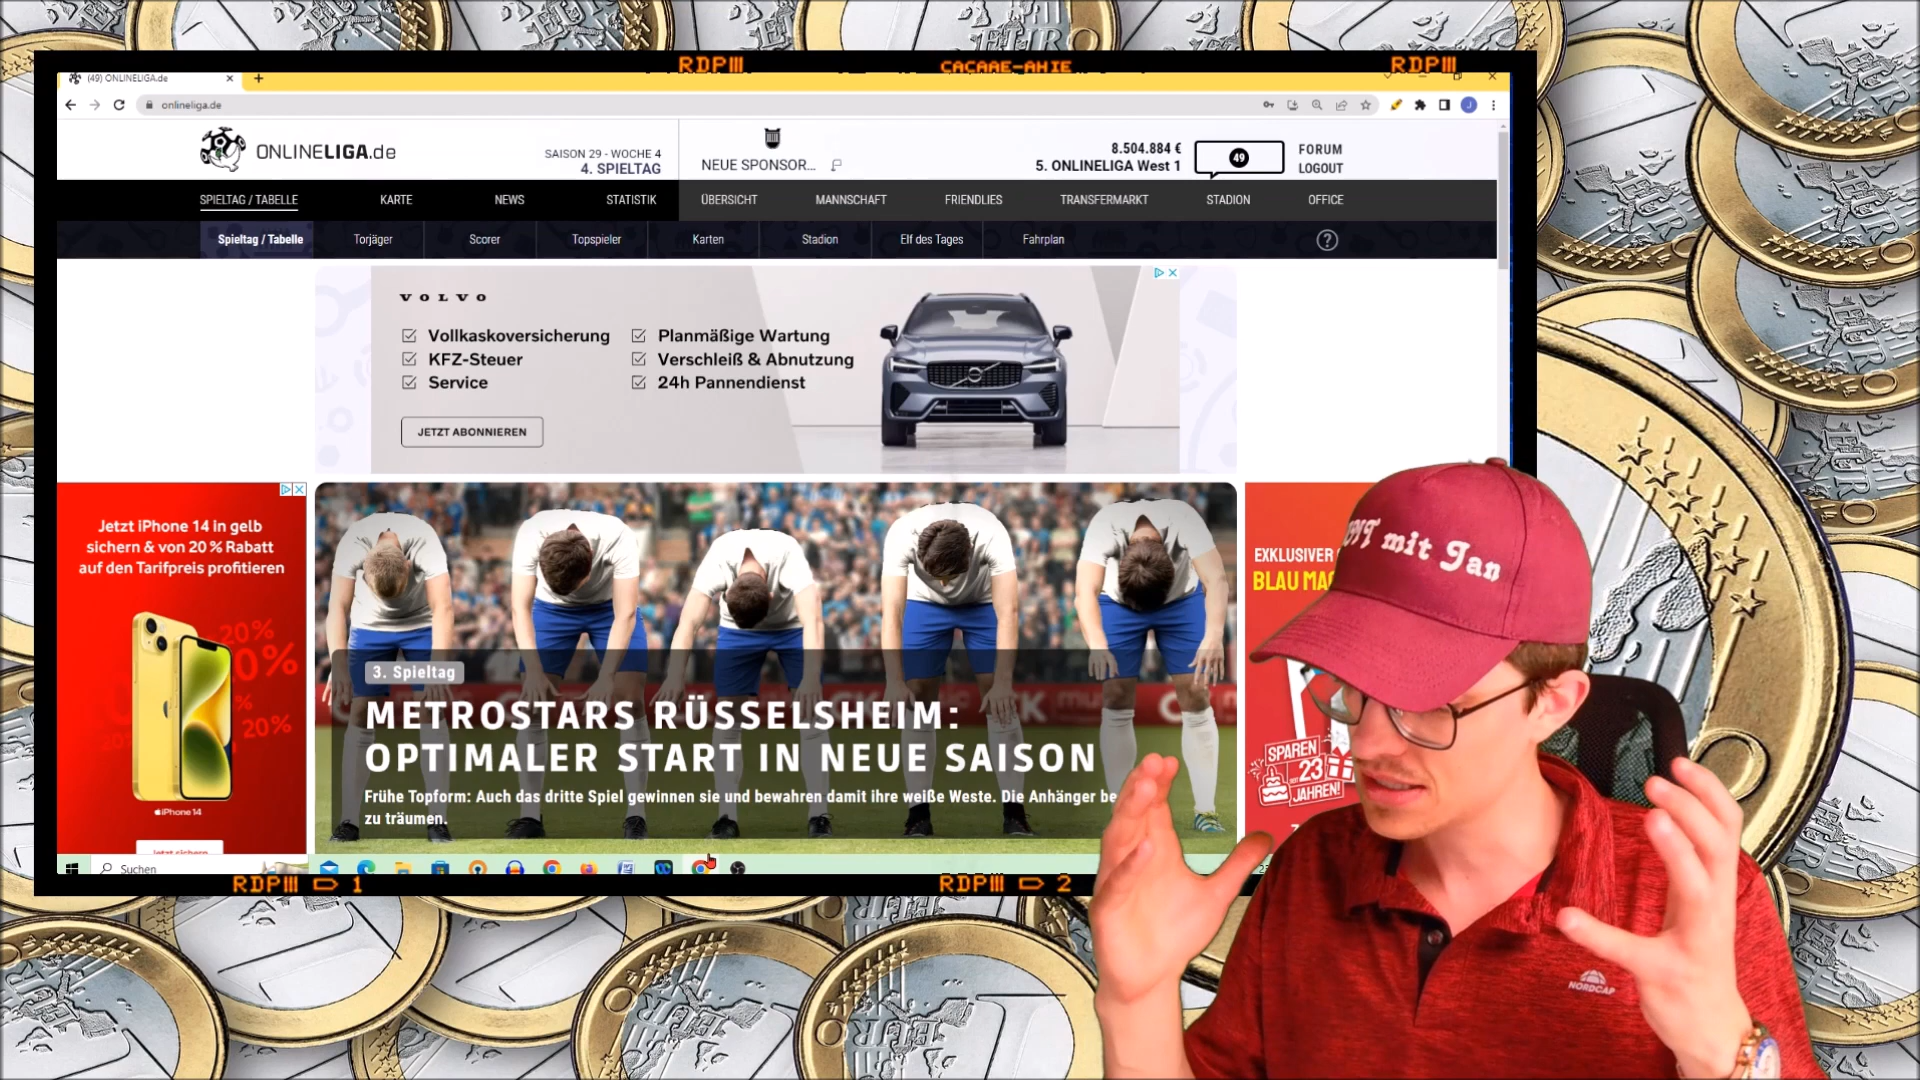 RDPIII
CACAAE-AHIE
RDPIII
(49) ONLINELIGA.de
onlineliga.de
ONLINELIGA.de
SAISON 29 - WOCHE 4
4. SPIELTAG
NEUE SPONSOR...
8.504.884 €
5. ONLINELIGA West 1
49
FORUM
LOGOUT
SPIELTAG / TABELLE
KARTE
NEWS
STATISTIK
ÜBERSICHT
MANNSCHAFT
FRIENDLIES
TRANSFERMARKT
STADION
OFFICE
Spieltag / Tabelle
Torjäger
Scorer
Topspieler
Karten
Stadion
Elf des Tages
Fahrplan
VOLVO
Vollkaskoversicherung
Planmäßige Wartung
KFZ-Steuer
Verschleiß & Abnutzung
Service
24h Pannendienst
JETZT ABONNIEREN
Jetzt iPhone 14 in gelb
sichern & von 20 % Rabatt
auf den Tarifpreis profitieren
20%
20%
iPhone 14
Jetzt sichern
3. Spieltag
METROSTARS RÜSSELSHEIM:
OPTIMALER START IN NEUE SAISON
Frühe Topform: Auch das dritte Spiel gewinnen sie und bewahren damit ihre weiße Weste. Die Anhänger be
zu träumen.
EXKLUSIVER
BLAU
SPAREN
SEIT 23
JAHREN!
mit Jan
NORDCAP
Suchen
RDPIII 1
RDPIII 2